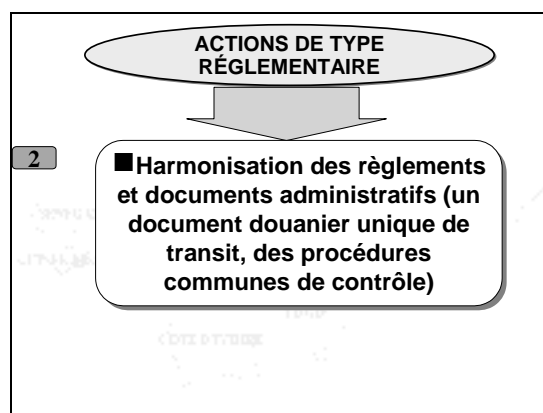 ACTIONS DE TYPE
RÉGLEMENTAIRE
2
■Harmonisation des règlements
et documents administratifs (un
document douanier unique de
transit, des procédures
communes de contrôle)